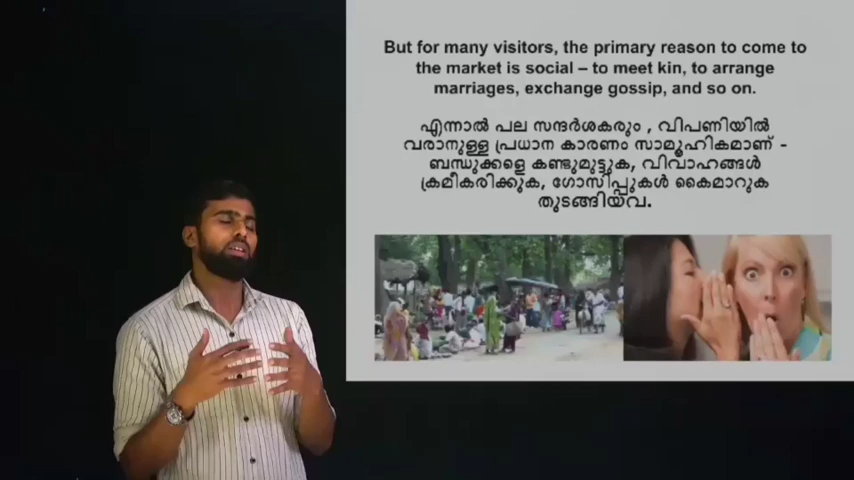 But for many visitors, the primary reason to come to
the market is social – to meet kin, to arrange
marriages, exchange gossip, and so on.
എന്നാൽ പല സന്ദർശകരും , വിപണിയിൽ
വരാനുള്ള പ്രധാന കാരണം സാമൂഹികമാണ് -
ബന്ധുക്കളെ കണ്ടുമുട്ടുക, വിവാഹങ്ങൾ
ക്രമീകരിക്കുക, ഗോസിപ്പുകൾ കൈമാറുക
തുടങ്ങിയവ.